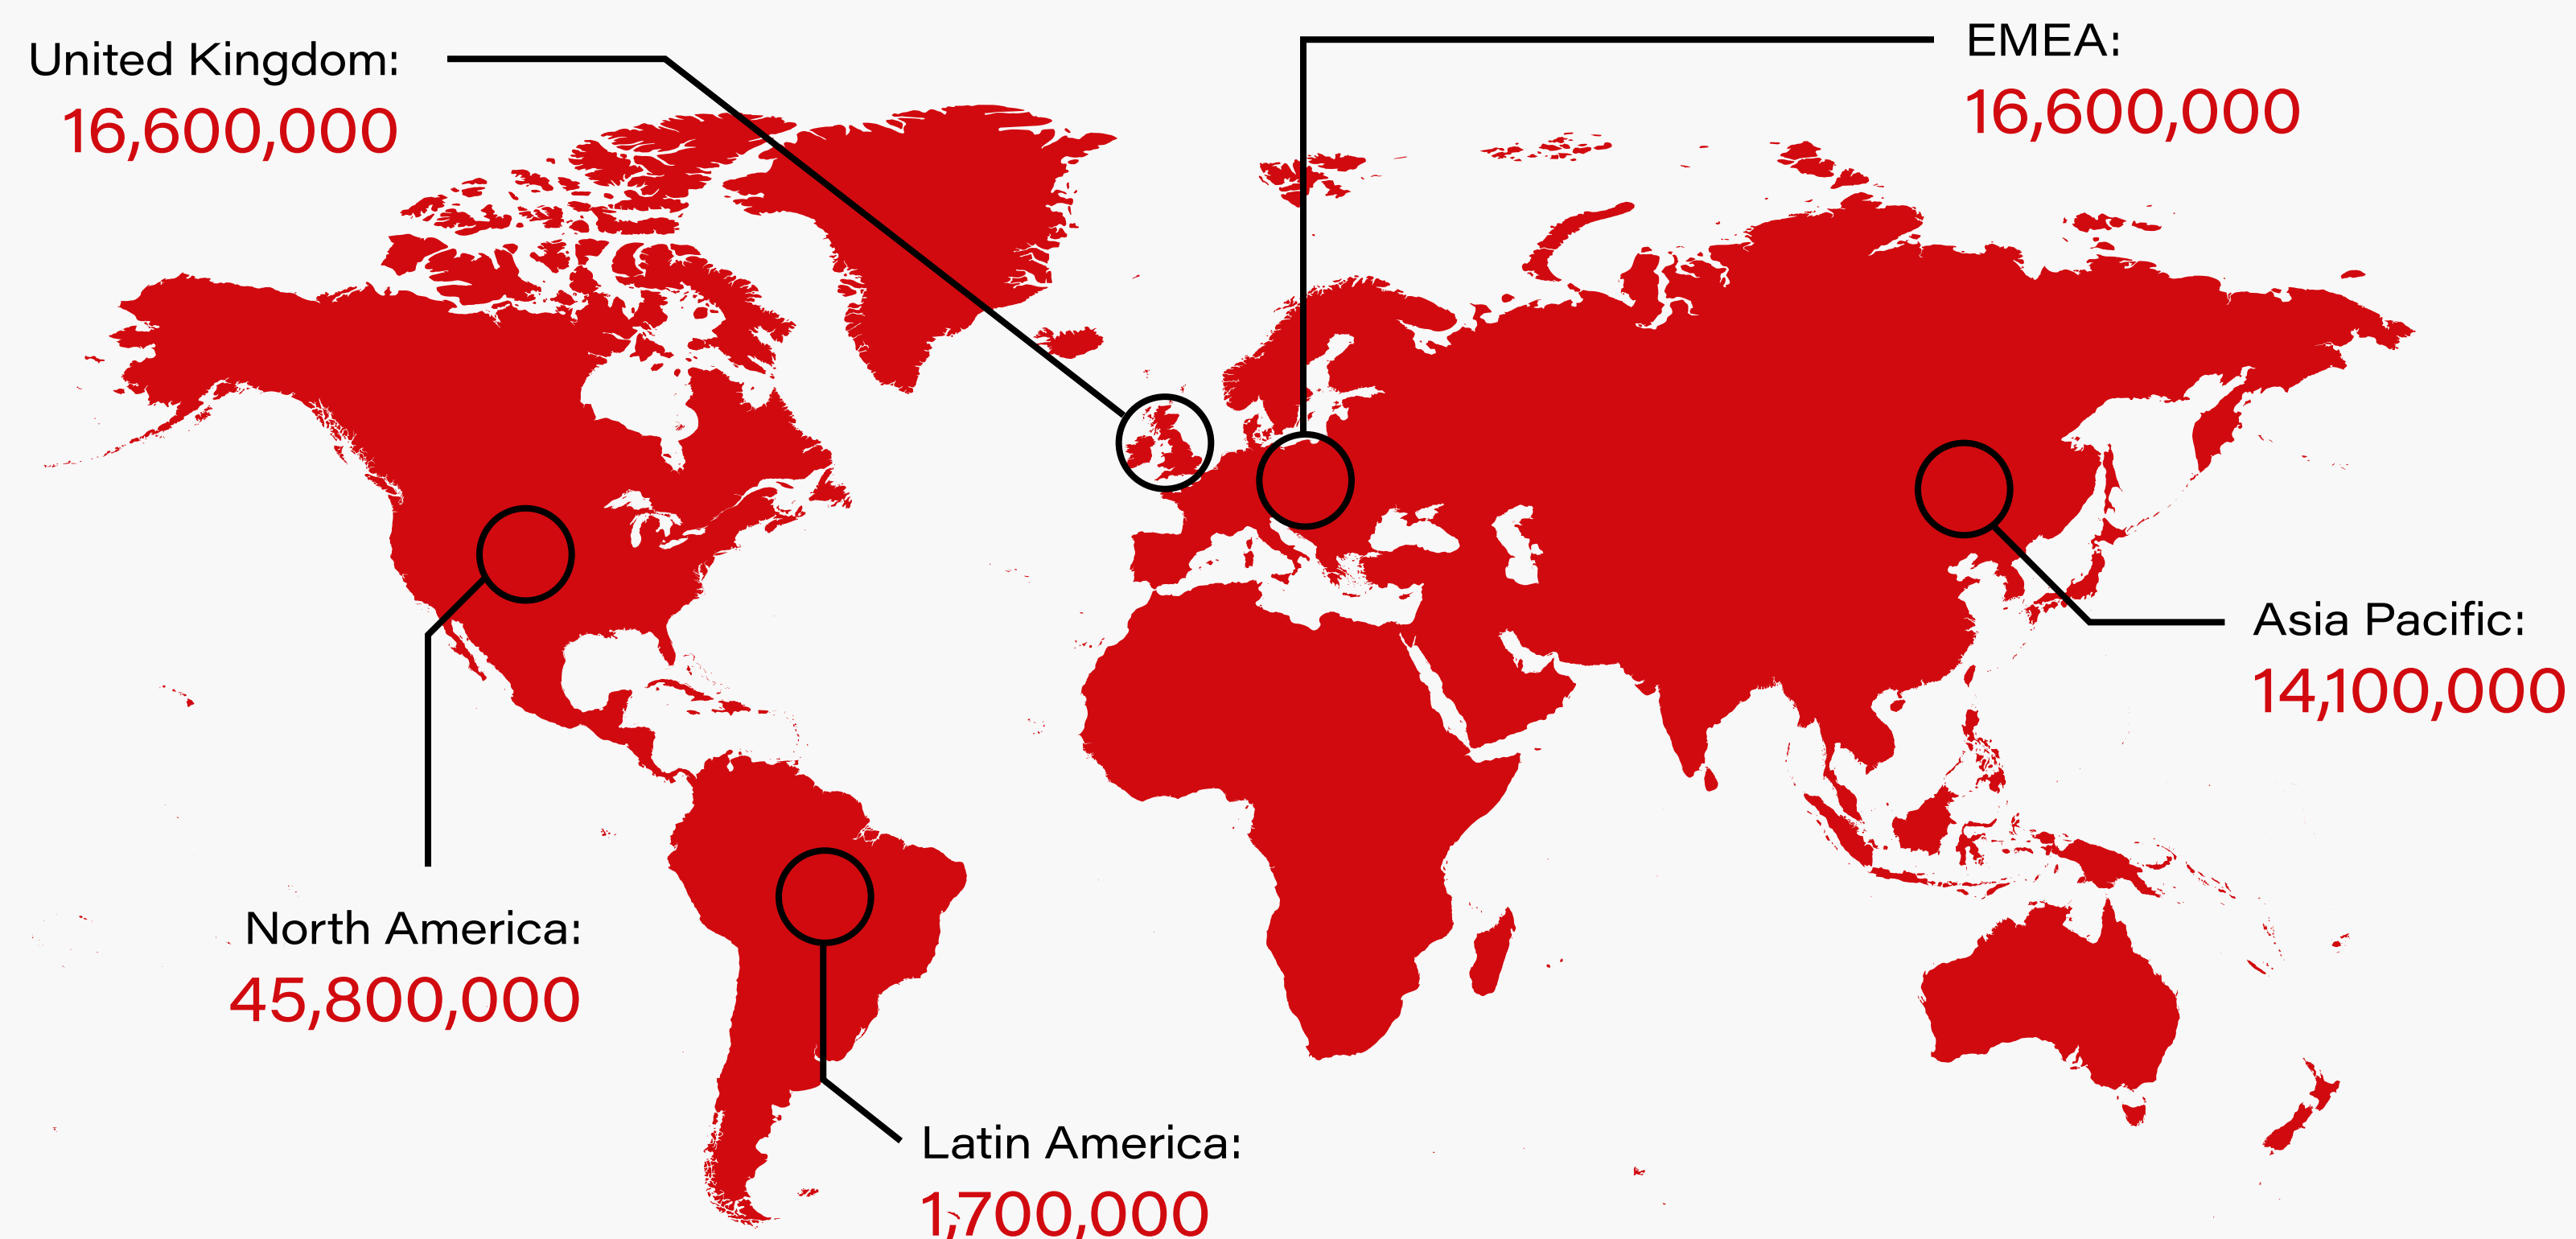 United Kingdom:
16,600,000
EMEA:
16,600,000
Asia Pacific:
14,100,000
North America:
45,800,000
Latin America:
1,700,000